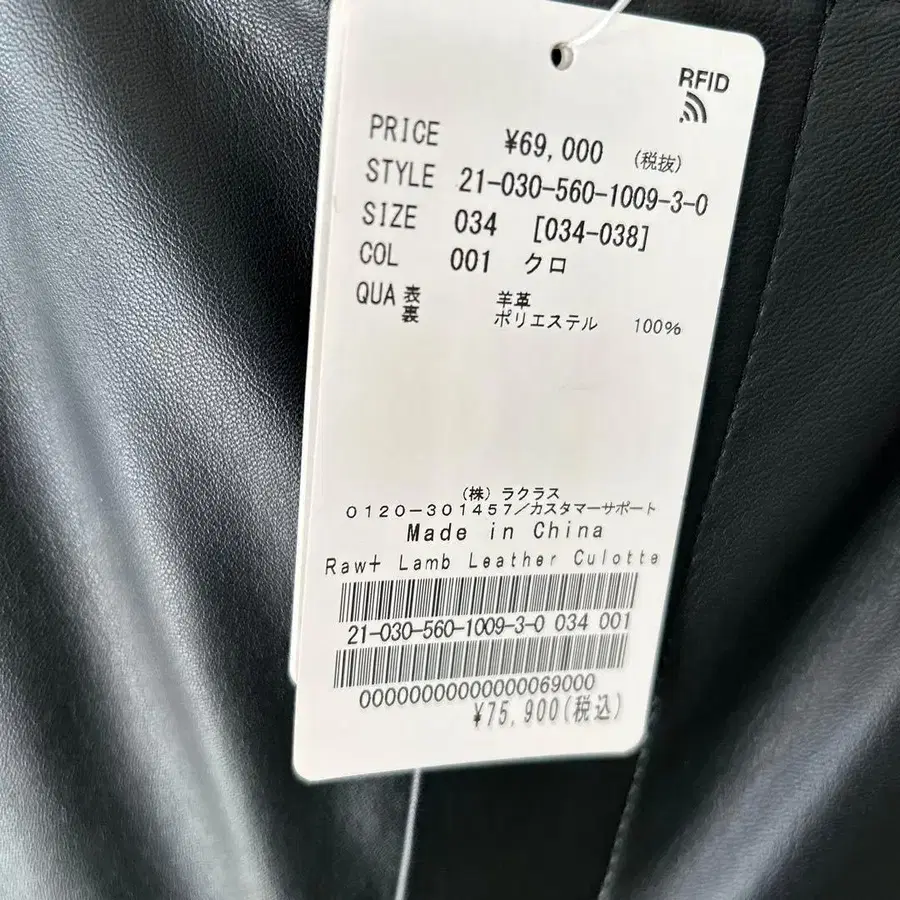 RFID
PRICE ¥69,000 (税抜)
STYLE 21-030-560-1009-3-0
SIZE 034 [034-038]
COL 001 クロ
QUA 表 羊革
裏 ポリエステル 100%
(株) ラクラス
0120-301457/カスタマーサポート
Made in China
Raw+ Lamb Leather Culotte
21-030-560-1009-3-0 034 001
00000000000000069000
¥75,900(税込)